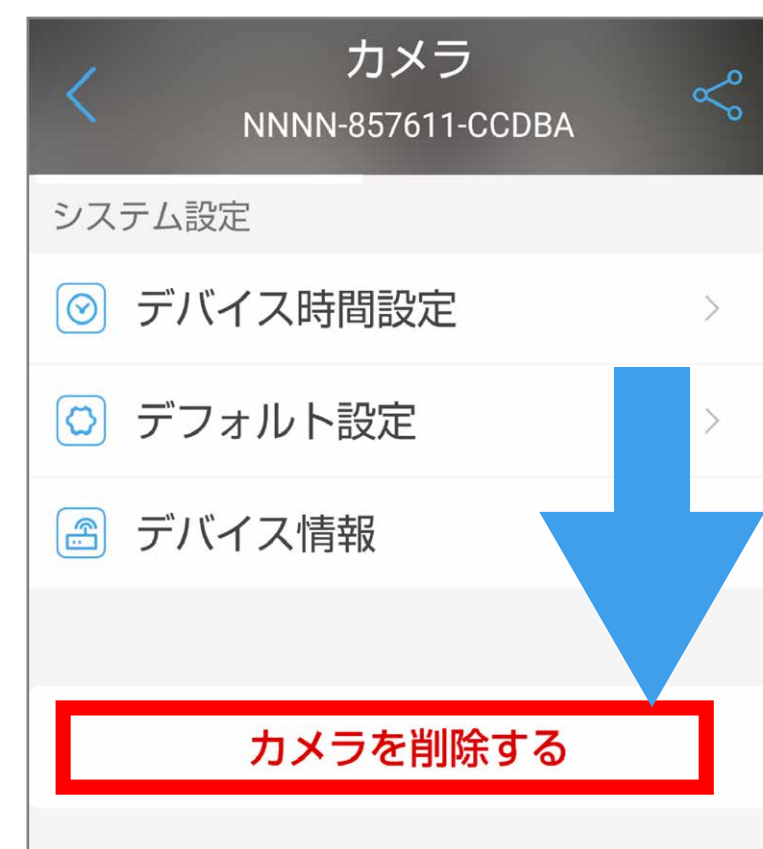 カメラ
NNNN-857611-CCDBA
システム設定
デバイス時間設定
デフォルト設定
デバイス情報
カメラを削除する